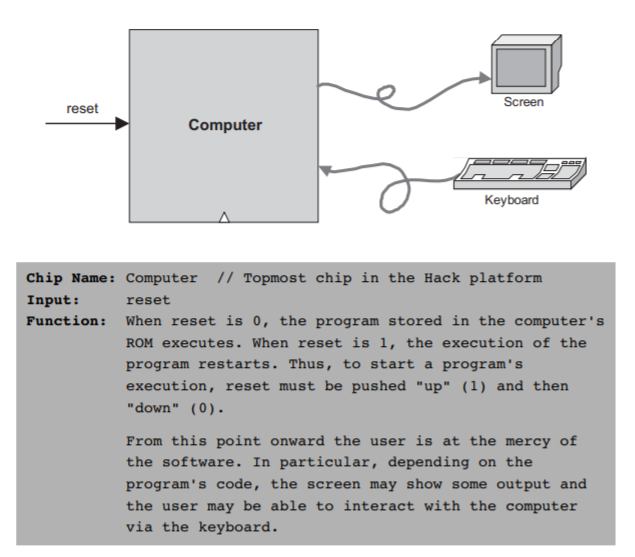 reset
Computer
Screen
Keyboard
Chip Name: Computer // Topmost chip in the Hack platform
Input: reset
Function: When reset is 0, the program stored in the computer's
ROM executes. When reset is 1, the execution of the
program restarts. Thus, to start a program's
execution, reset must be pushed "up" (1) and then
"down" (0).
From this point onward the user is at the mercy of
the software. In particular, depending on the
program's code, the screen may show some output and
the user may be able to interact with the computer
via the keyboard.